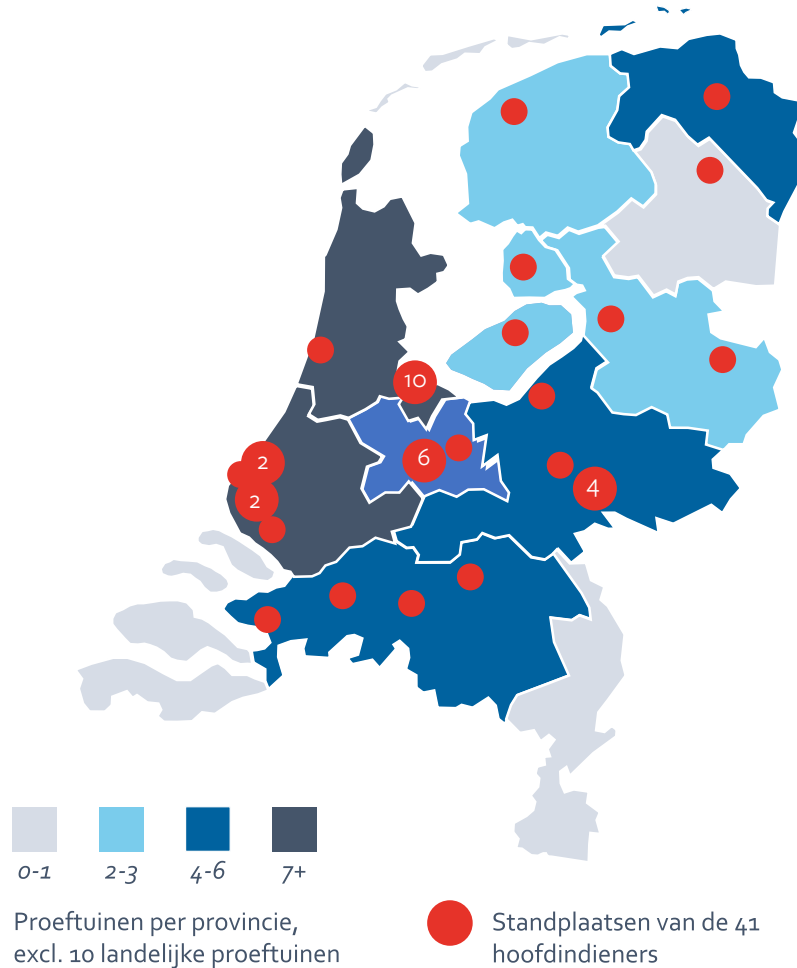 10
2
6
2
4
0-1 2-3 4-6 7+
Proeftuinen per provincie,
excl. 10 landelijke proeftuinen
Standplaatsen van de 41
hoofdindieners